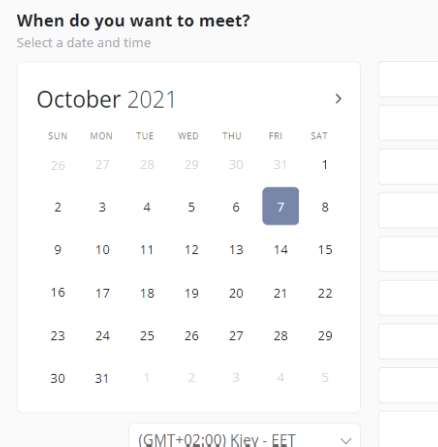 When do you want to meet?
Select a date and time
October 2021
SUN MON TUE WED THU FRI SAT
26 27 28 29 30 31 1
2 3 4 5 6 7 8
9 10 11 12 13 14 15
16 17 18 19 20 21 22
23 24 25 26 27 28 29
30 31 1 2 3 4 5
(GMT+02:00) Kiev - EET